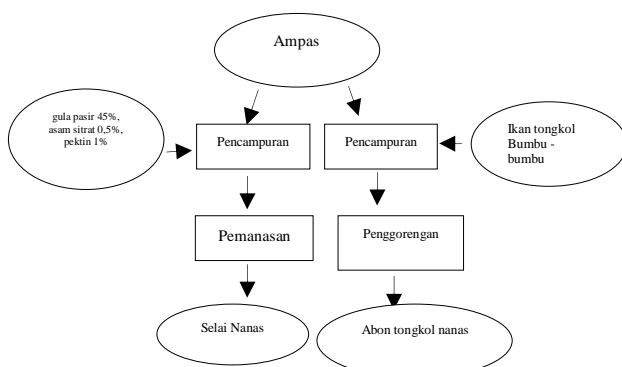 Ampas
gula pasir 45%,
asam sitrat 0,5%,
pektin 1%
Pencampuran
Pencampuran
Ikan tongkol
Bumbu -
bumbu
Pemanasan
Penggorengan
Selai Nanas
Abon tongkol nanas